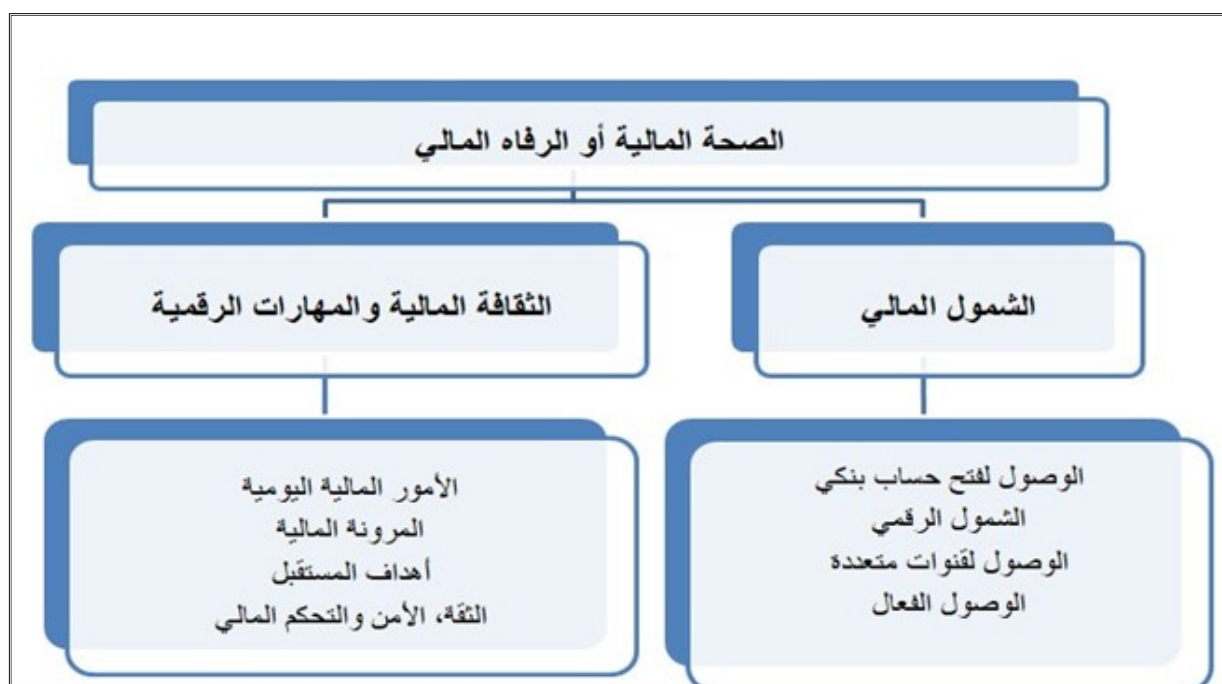 الصحة المالية أو الرفاه المالي
الشمول المالي
الثقافة المالية والمهارات الرقمية
الوصول لفتح حساب بنكي
الشمول الرقمي
الوصول لقنوات متعددة
الوصول الفعال
الأمور المالية اليومية
المرونة المالية
أهداف المستقبل
الثقة، الأمن والتحكم المالي